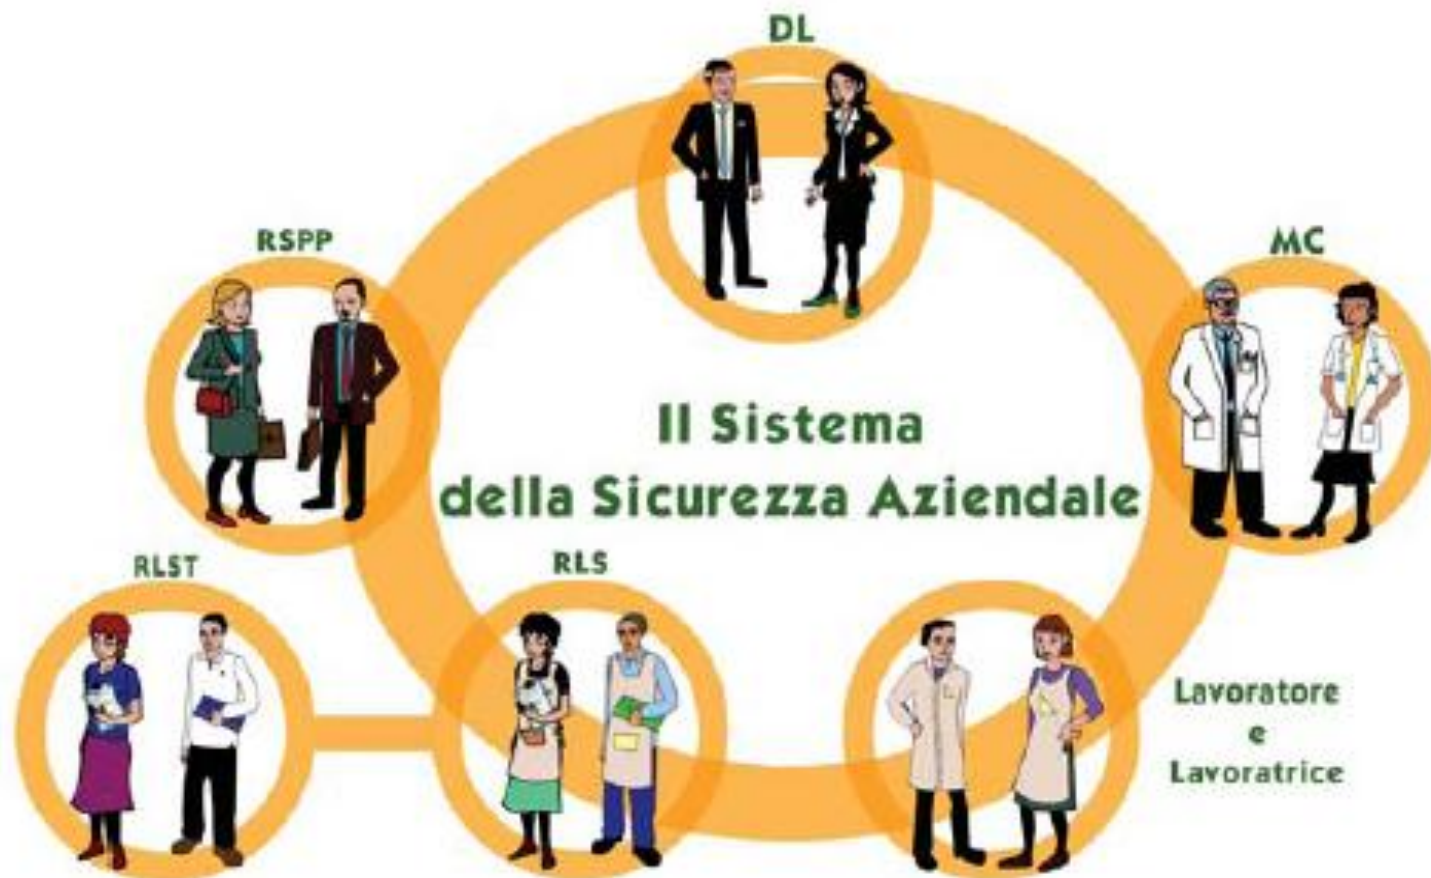 DL
RSPP
MC
Il Sistema
della Sicurezza Aziendale
RLST
RLS
Lavoratore
e
Lavoratrice